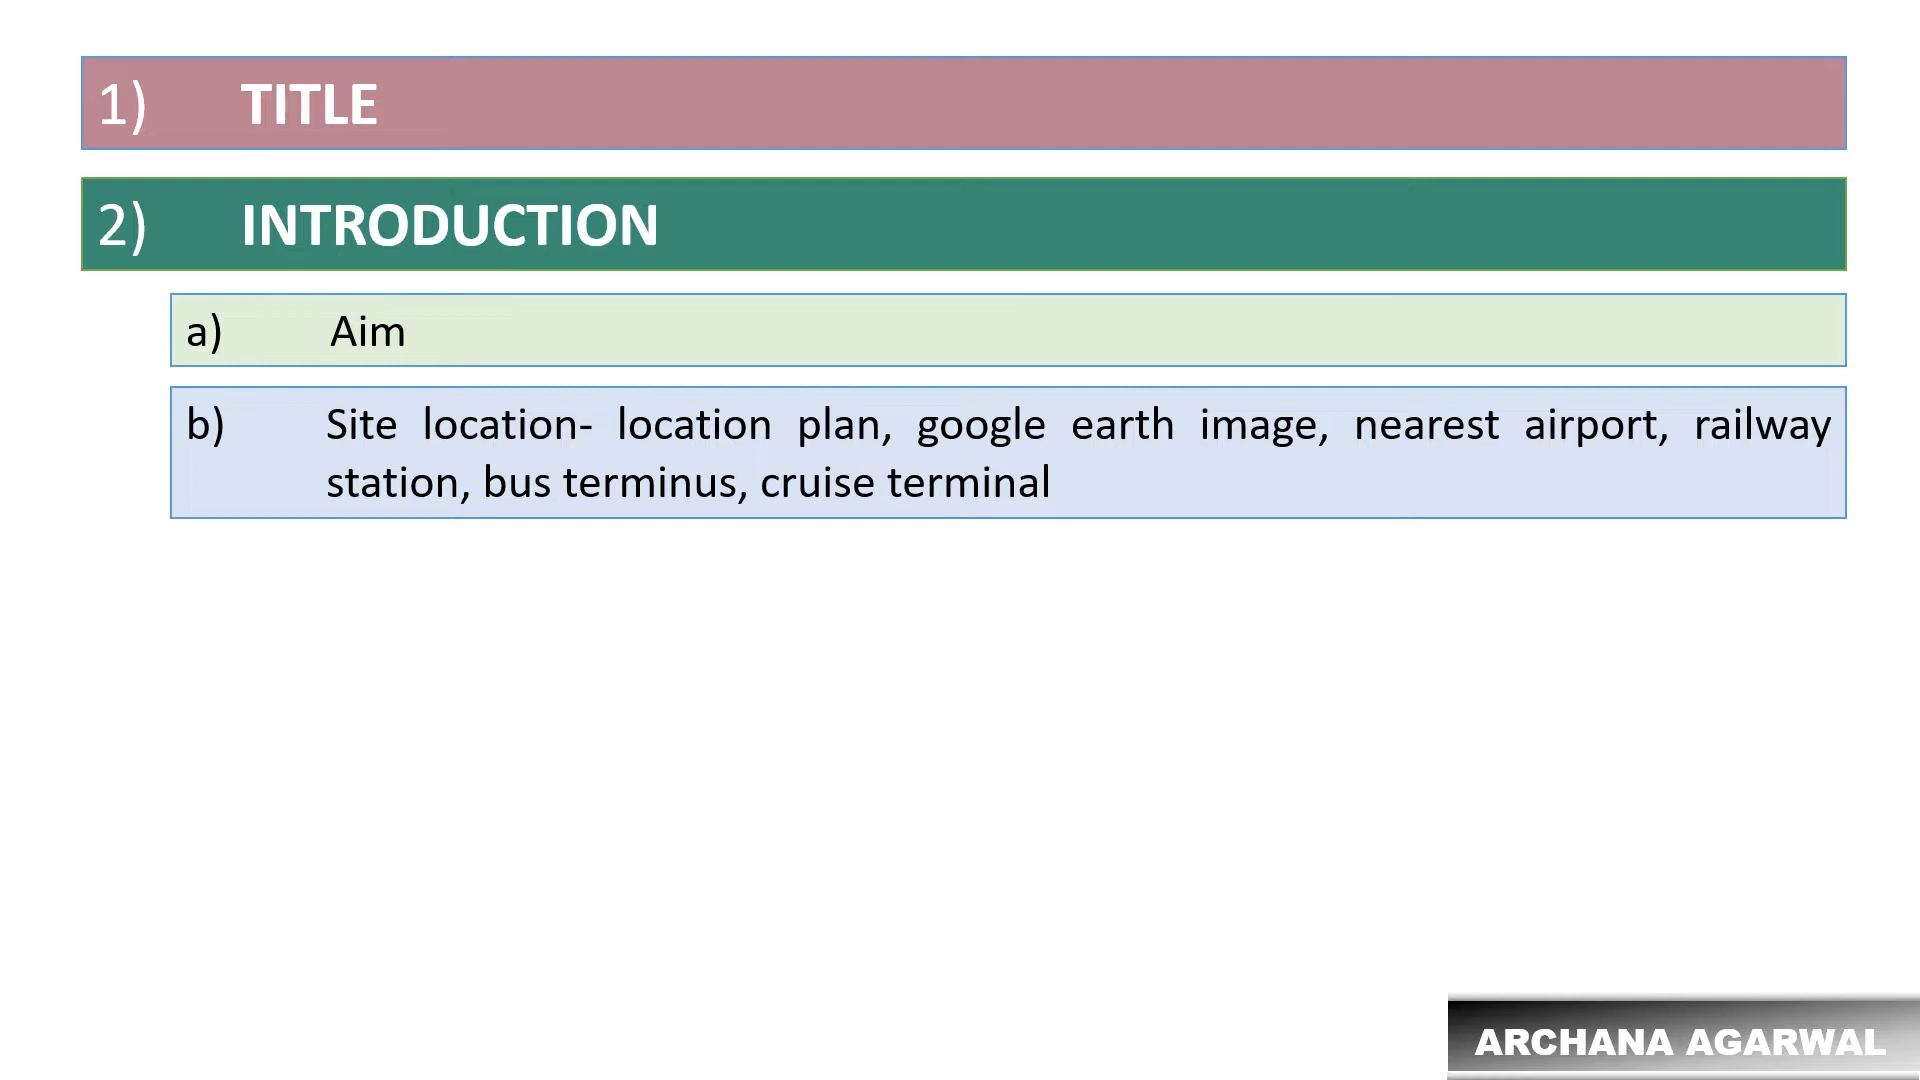 1) TITLE
2) INTRODUCTION
a) Aim
b) Site location- location plan, google earth image, nearest airport, railway
station, bus terminus, cruise terminal
ARCHANA AGARWAL